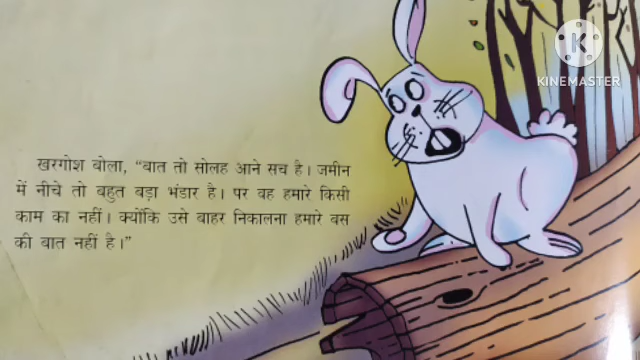 KINEMASTER
खरगोश बोला, “बात तो सोलह आने सच है। जमीन
में नीचे तो बहुत बड़ा भंडार है। पर वह हमारे किसी
काम का नहीं। क्योंकि उसे बाहर निकालना हमारे बस
की बात नहीं है।”